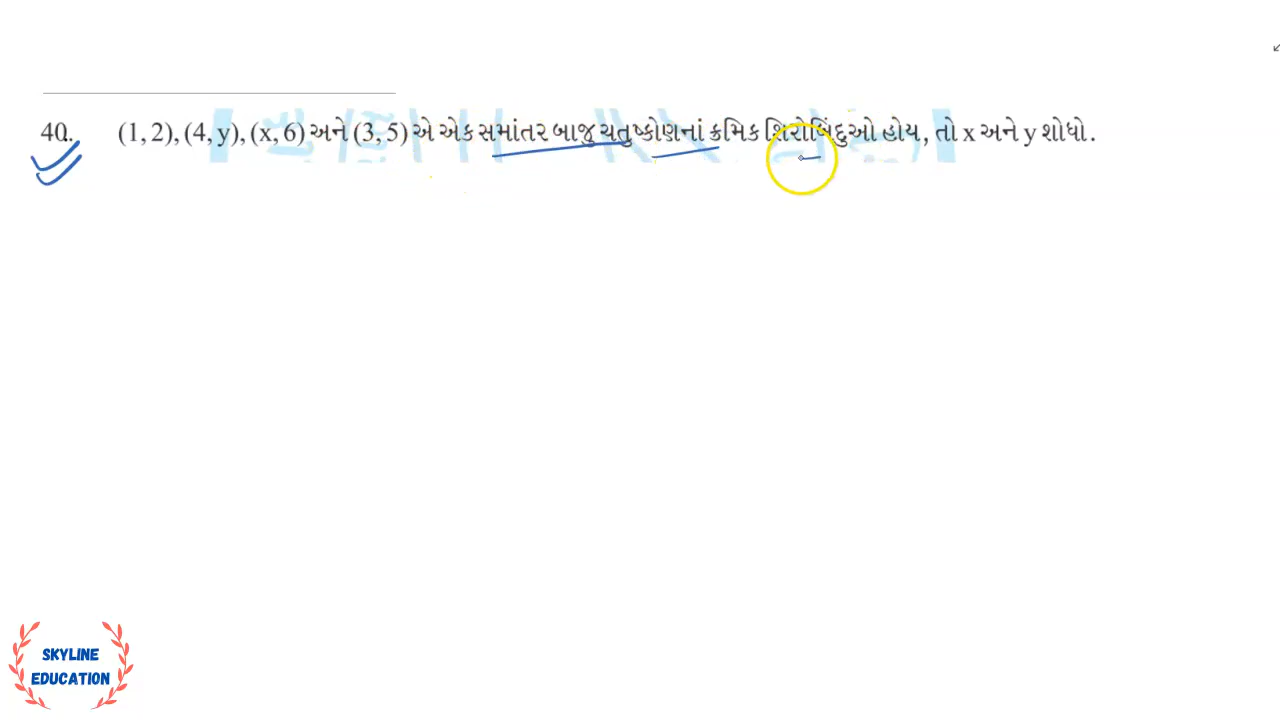 40. (1, 2), (4, y), (x, 6) અને (3, 5) એ એક સમાંતર બાજુ ચતુષ્કોણનાં ક્રમિક શિરોબિંદુઓ હોય, તો x અને y શોધો.
SKYLINE
EDUCATION